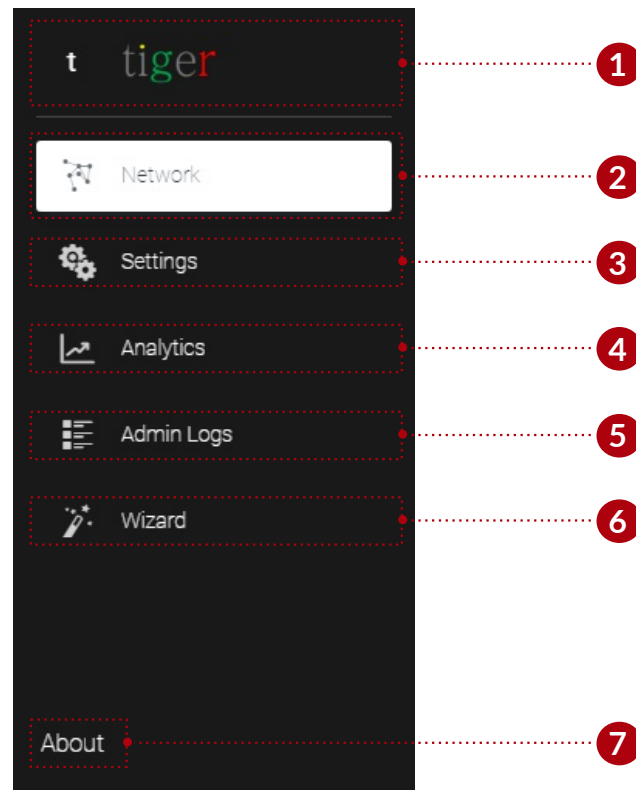 t tiger 1
Network 2
Settings 3
Analytics 4
Admin Logs 5
Wizard 6
About 7